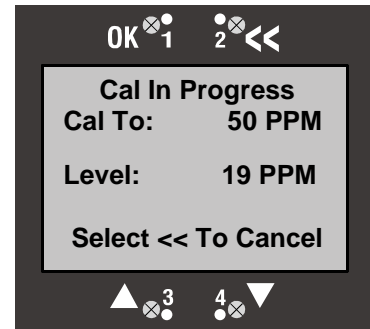 OK 1 2 <<
Cal In Progress
Cal To: 50 PPM
Level: 19 PPM
Select << To Cancel
3 4